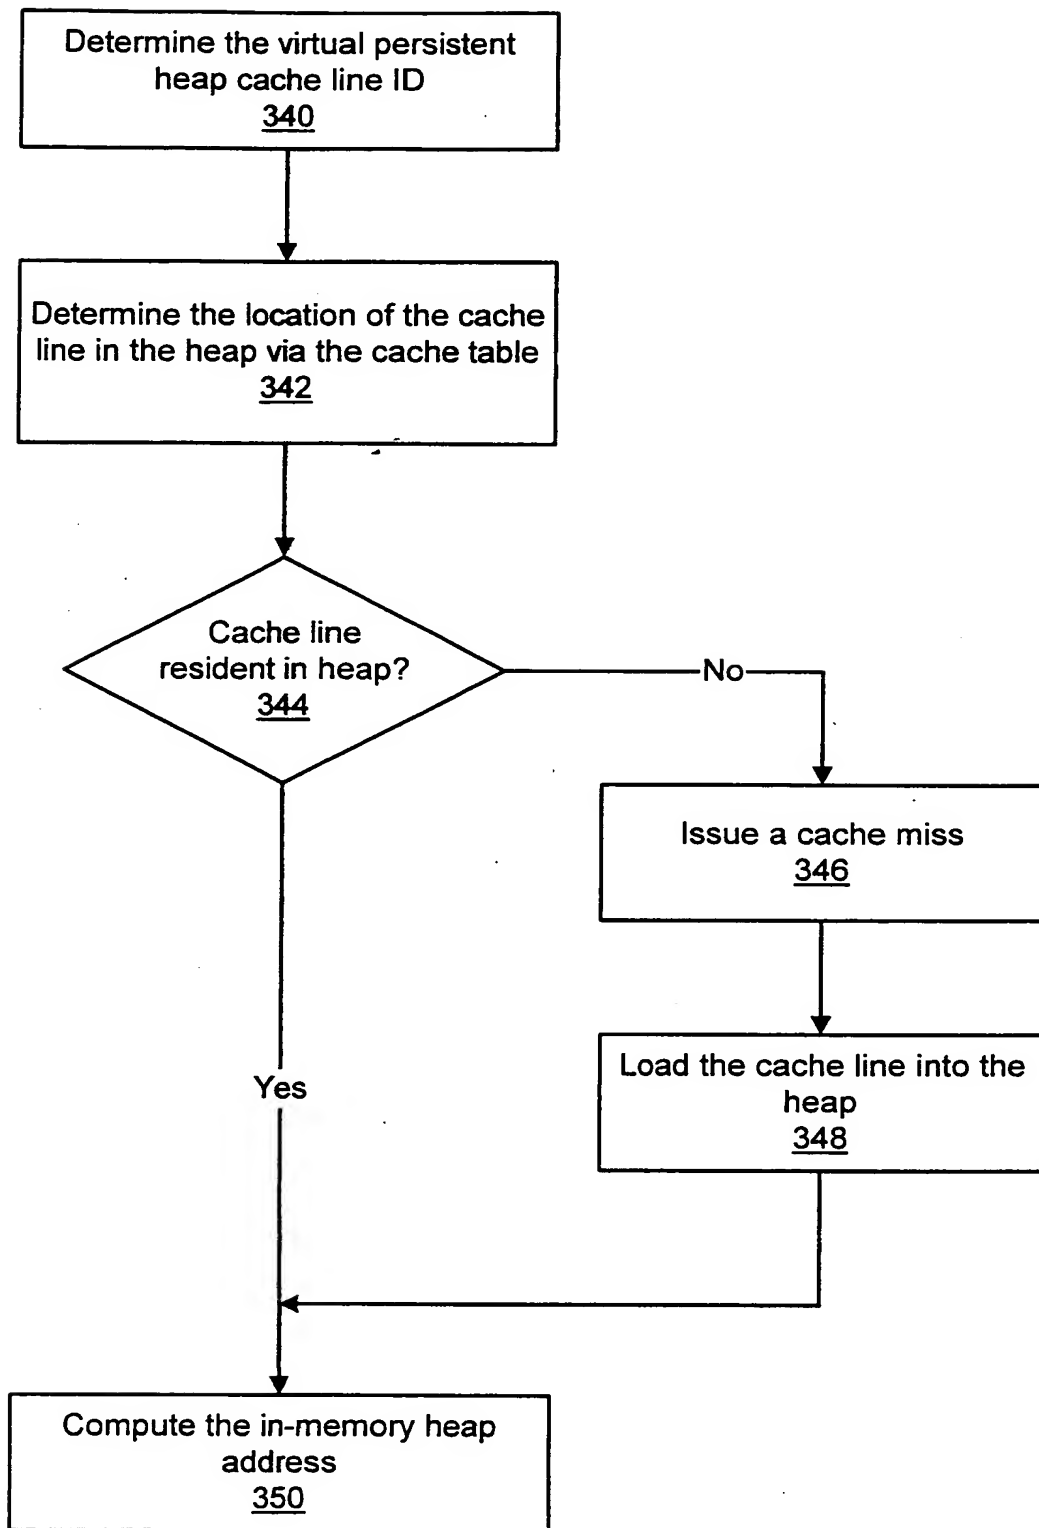 Determine the virtual persistent
heap cache line ID
340
Determine the location of the cache
line in the heap via the cache table
342
Cache line
resident in heap?
344
No
Issue a cache miss
346
Load the cache line into the
heap
348
Yes
Compute the in-memory heap
address
350